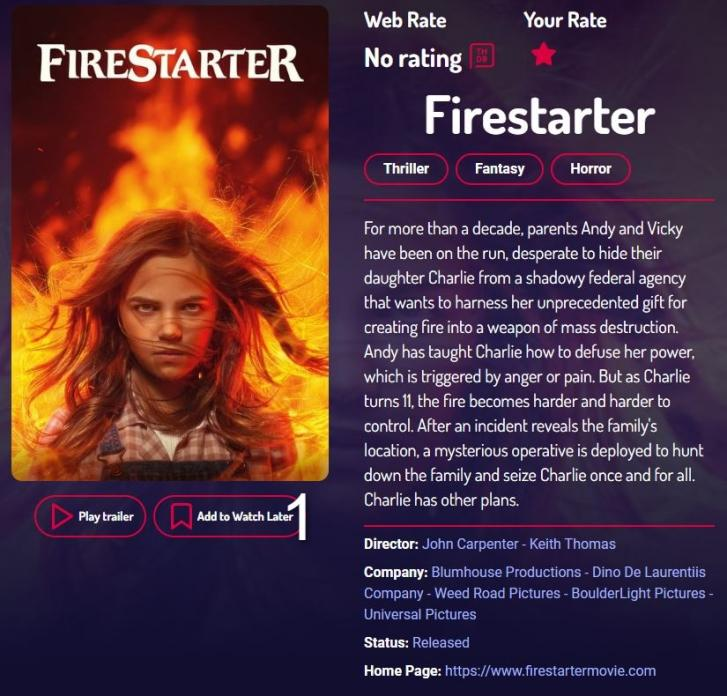 FIRESTARTER
Play trailer
Add to Watch Later
1
Web Rate
Your Rate
No rating
TH
DB
Firestarter
Thriller
Fantasy
Horror
For more than a decade, parents Andy and Vicky
have been on the run, desperate to hide their
daughter Charlie from a shadowy federal agency
that wants to harness her unprecedented gift for
creating fire into a weapon of mass destruction.
Andy has taught Charlie how to defuse her power,
which is triggered by anger or pain. But as Charlie
turns 11, the fire becomes harder and harder to
control. After an incident reveals the family's
location, a mysterious operative is deployed to hunt
down the family and seize Charlie once and for all.
Charlie has other plans.
Director: John Carpenter - Keith Thomas
Company: Blumhouse Productions - Dino De Laurentiis
Company - Weed Road Pictures - BoulderLight Pictures -
Universal Pictures
Status: Released
Home Page: https://www.firestartermovie.com